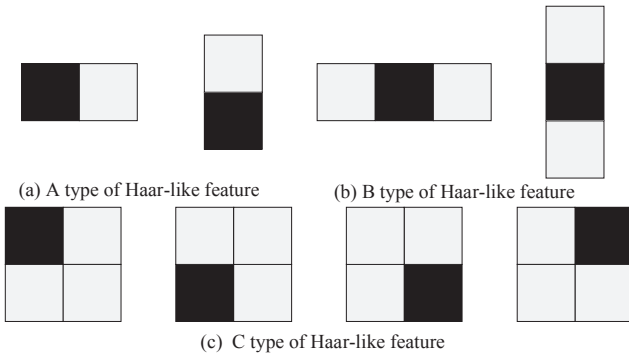 (a) A type of Haar-like feature
(b) B type of Haar-like feature
(c) C type of Haar-like feature